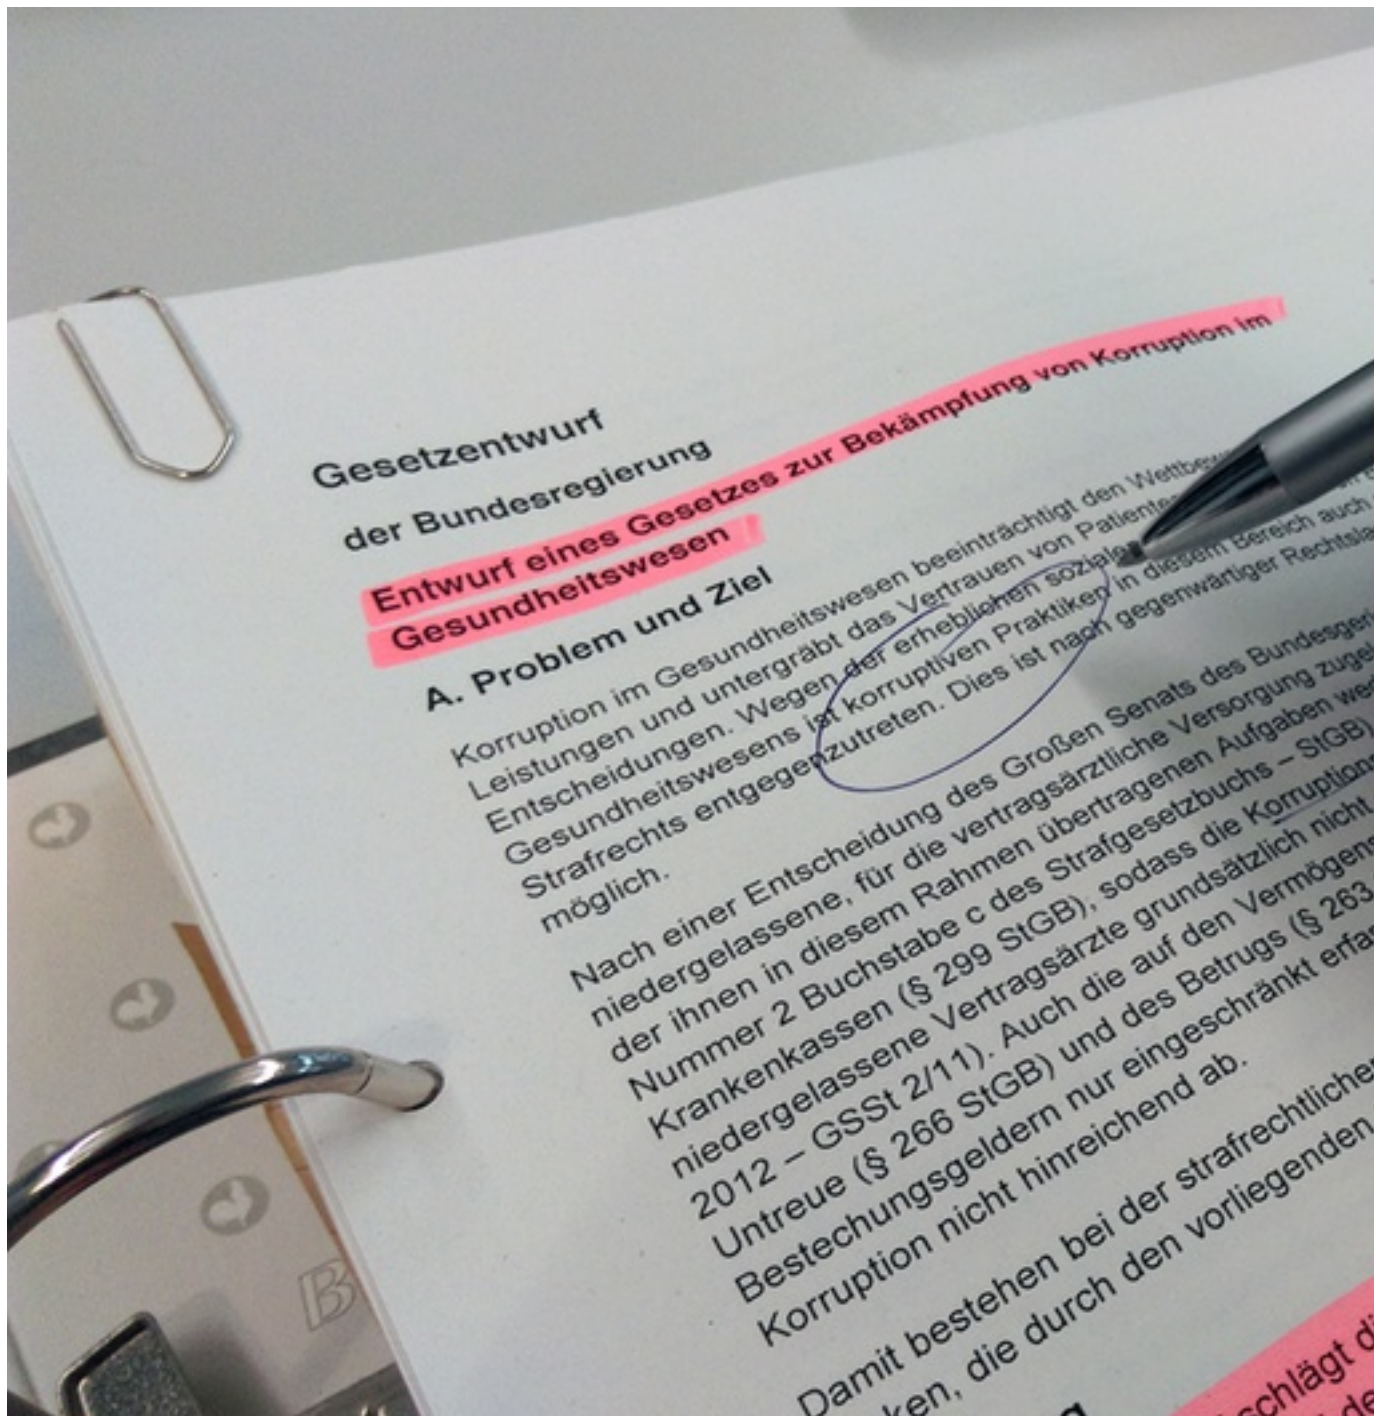 Gesetzentwurf
der Bundesregierung
Entwurf eines Gesetzes zur Bekämpfung von Korruption im
Gesundheitswesen
A. Problem und Ziel
Korruption im Gesundheitswesen beeinträchtigt den
Leistungen und untergräbt das Vertrauen von
Entscheidungen. Wegen der erheblichen
Gesundheitswesens ist korruptiven Praktiken in diesem Bereich auch
Strafrechts entgegenzutreten. Dies ist nach gegenwärtiger
möglich.
Nach einer Entscheidung des Großen Senats des
niedergelassene, für die vertragsärztliche Versorgung
der ihnen in diesem Rahmen übertragenen Aufgaben
Nummer 2 Buchstabe c des Strafgesetzbuchs – StGB)
Krankenkassen (§ 299 StGB), sodass die
niedergelassene Vertragsärzte grundsätzlich nicht
2012 – GSSt 2/11). Auch die auf den
Untreue (§ 266 StGB) und des Betrugs (§ 263
Bestechungsgeldern nur eingeschränkt
Korruption nicht hinreichend ab.
Damit bestehen bei der
die durch den vorliegenden
B